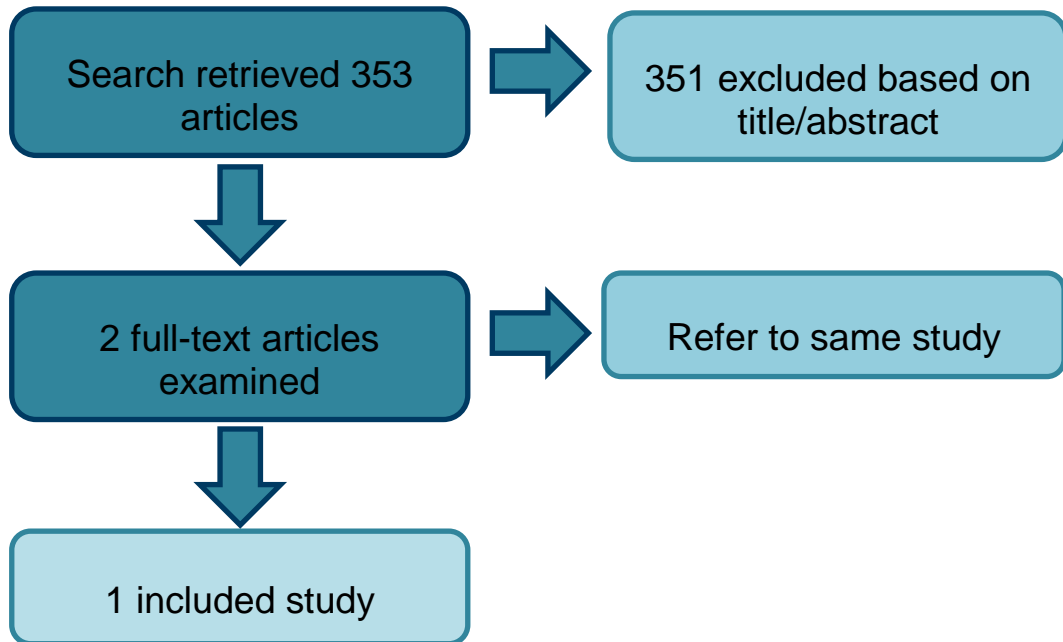 Search retrieved 353
articles
351 excluded based on
title/abstract
2 full-text articles
examined
Refer to same study
1 included study